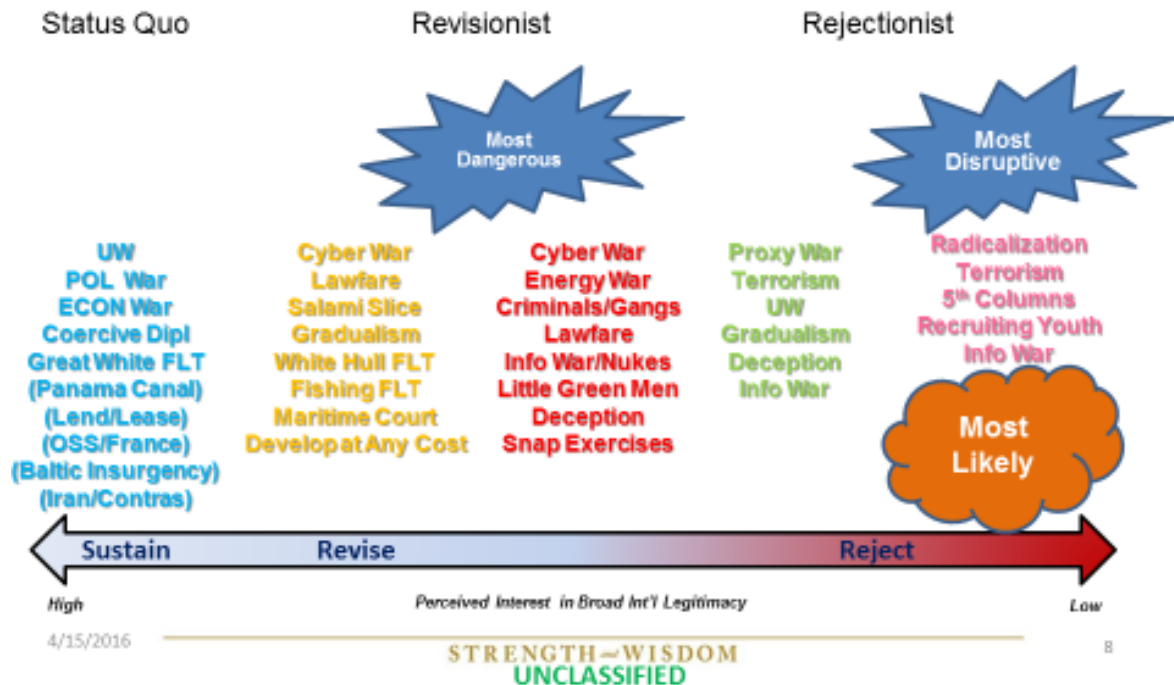 Status Quo
Revisionist
Rejectionist
Most
Dangerous
Most
Disruptive
UW
POL War
ECON War
Coercive Dipl
Great White FLT
(Panama Canal)
(Lend/Lease)
(OSS/France)
(Baltic Insurgency)
(Iran/Contras)
Cyber War
Lawfare
Salami Slice
Gradualism
White Hull FLT
Fishing FLT
Maritime Court
Develop at Any Cost
Cyber War
Energy War
Criminals/Gangs
Lawfare
Info War/Nukes
Little Green Men
Deception
Snap Exercises
Proxy War
Terrorism
UW
Gradualism
Deception
Info War
Radicalization
Terrorism
5th Columns
Recruiting Youth
Info War
Most
Likely
Sustain
Revise
Reject
High
Perceived Interest in Broad Int'l Legitimacy
Low
4/15/2016
STRENGTH~WISDOM
UNCLASSIFIED
8